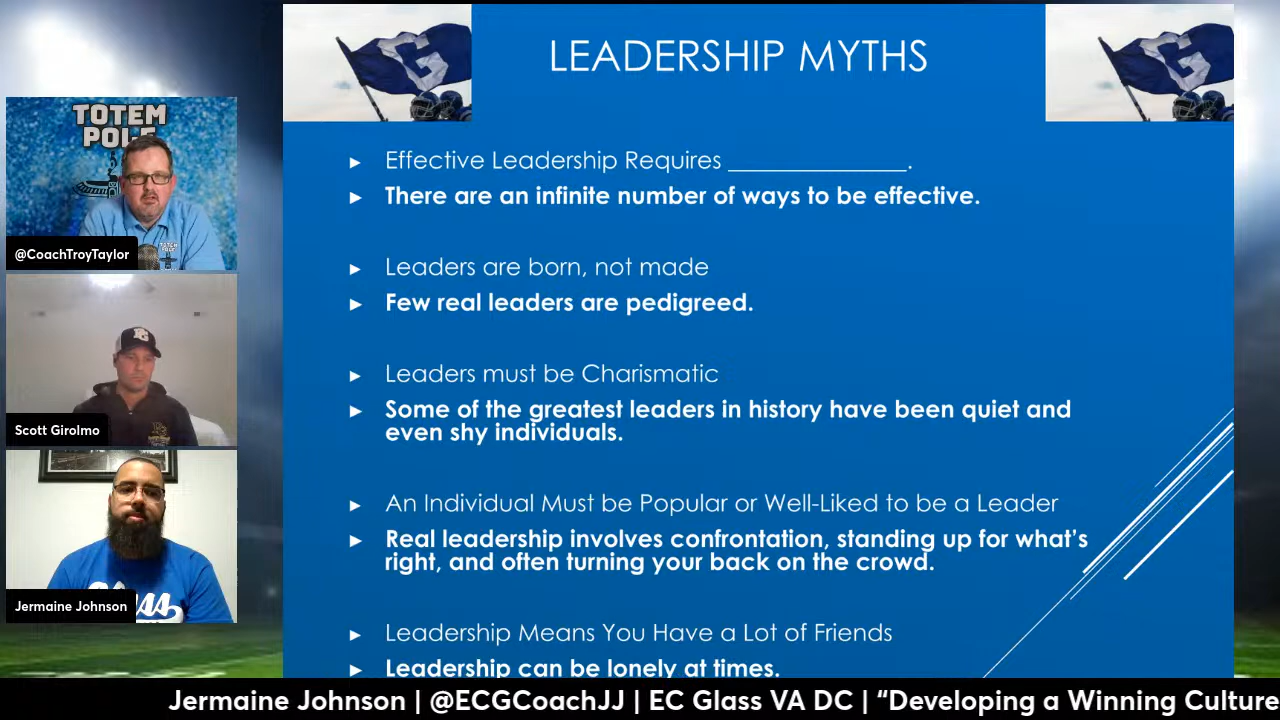 LEADERSHIP MYTHS
G
G
Effective Leadership Requires ______________.
There are an infinite number of ways to be effective.
Leaders are born, not made
Few real leaders are pedigreed.
Leaders must be Charismatic
Some of the greatest leaders in history have been quiet and
even shy individuals.
An Individual Must be Popular or Well-Liked to be a Leader
Real leadership involves confrontation, standing up for what’s
right, and often turning your back on the crowd.
Leadership Means You Have a Lot of Friends
Leadership can be lonely at times.
TOTEM
POLE
TOTEM
POLE
@CoachTroyTaylor
Scott Girolmo
Jermaine Johnson
Jermaine Johnson | @ECGCoachJJ | EC Glass VA DC | “Developing a Winning Culture